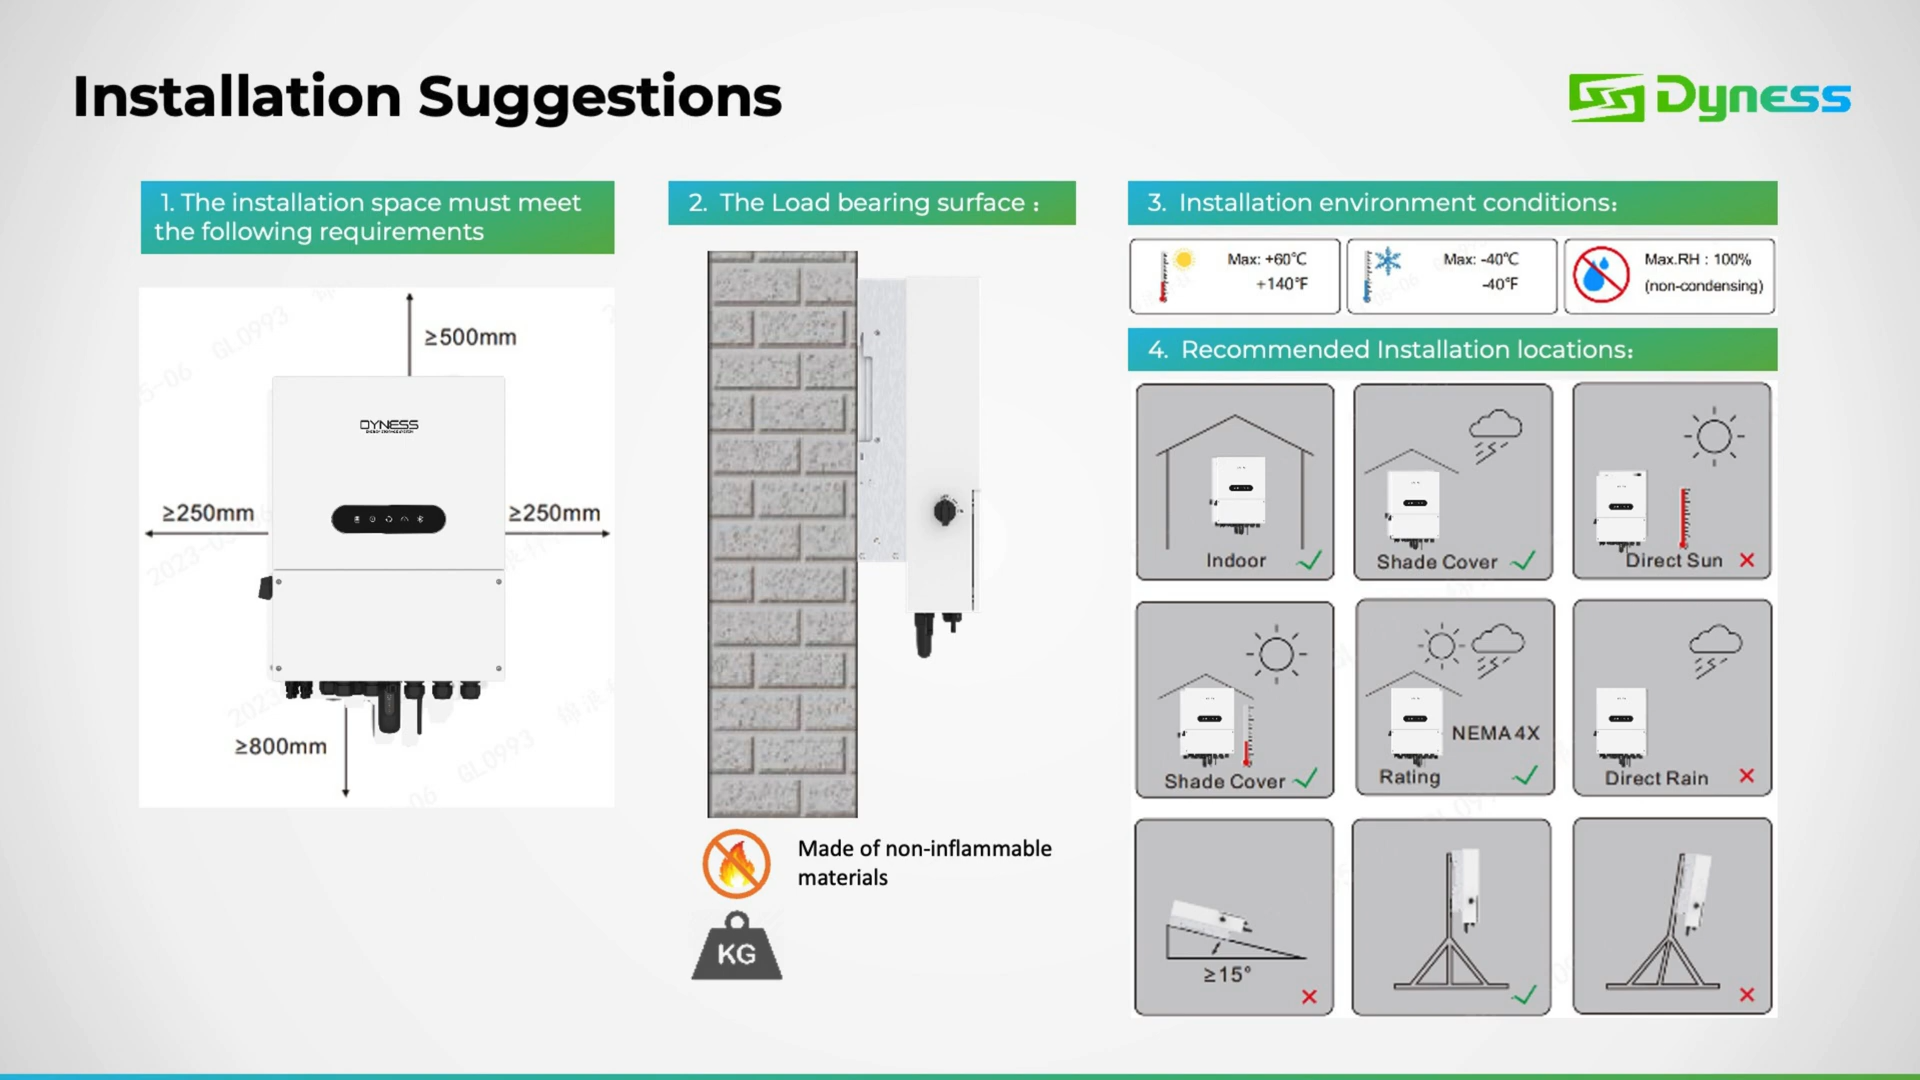 Installation Suggestions
Dyness
1. The installation space must meet
the following requirements
≥500mm
DYNESS
≥250mm
≥250mm
≥800mm
2. The Load bearing surface :
Made of non-inflammable
materials
KG
3. Installation environment conditions:
Max: +60℃
+140℉
Max: -40℃
-40℉
Max.RH : 100%
(non-condensing)
4. Recommended Installation locations:
Indoor
Shade Cover
Direct Sun
Shade Cover
NEMA 4X
Rating
Direct Rain
≥15°
GL0993
GL0993